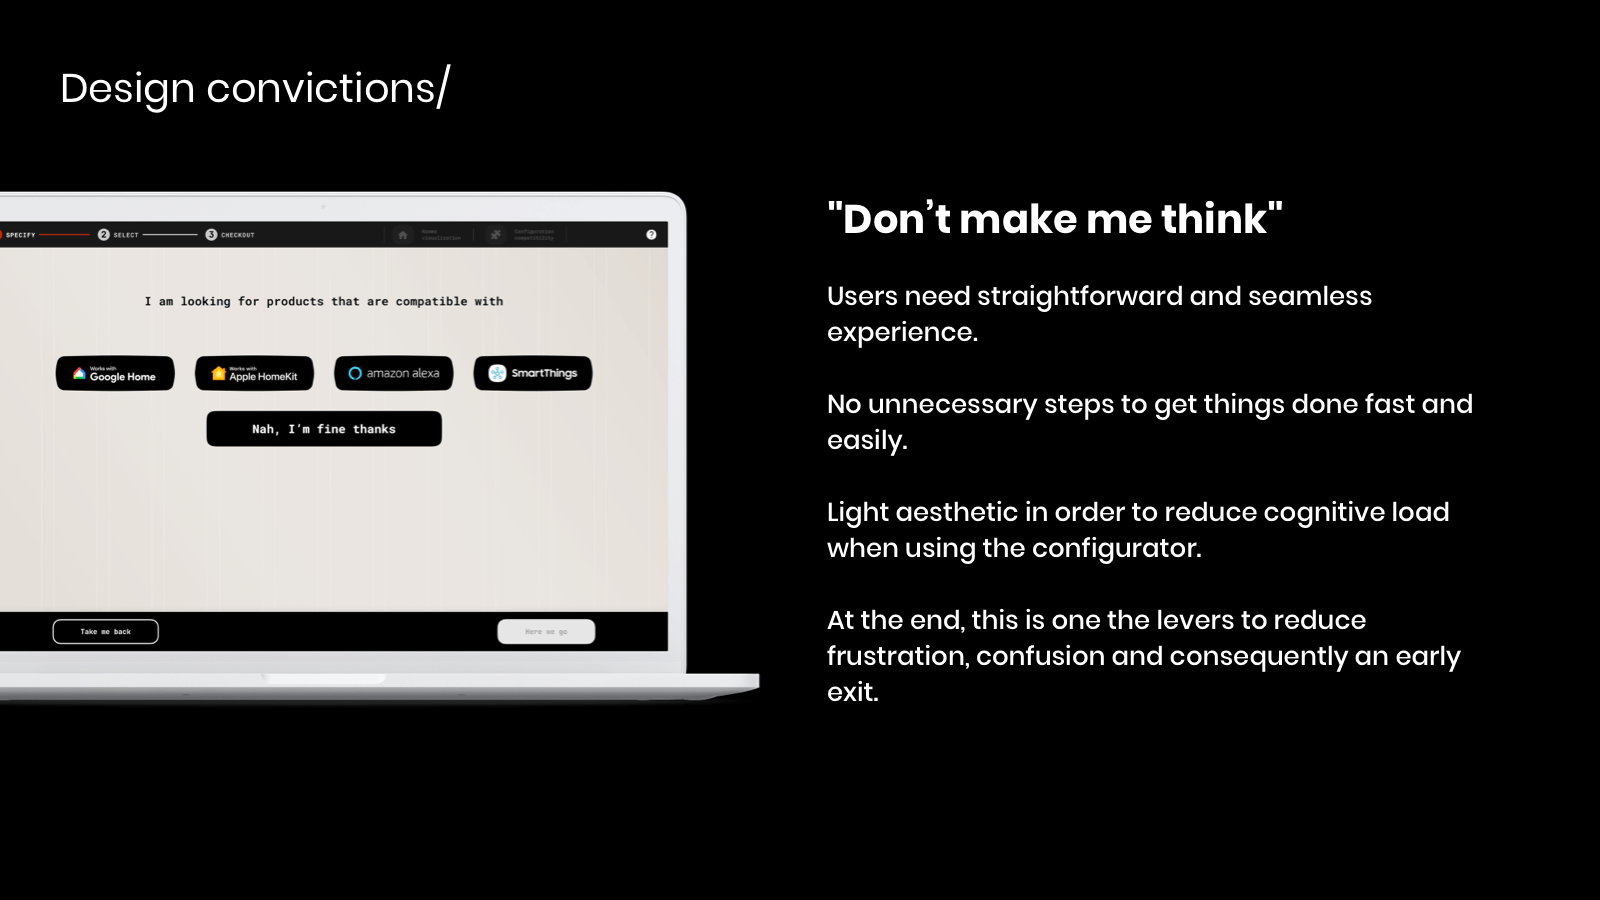 Design convictions/
SPECIFY
2 SELECT
3 CHECKOUT
Rooms
visualization
Configuration
compatibility
?
I am looking for products that are compatible with
Works with
Google Home
Works with
Apple HomeKit
amazon alexa
SmartThings
Nah, I’m fine thanks
Take me back
Here we go
"Don’t make me think"
Users need straightforward and seamless
experience.
No unnecessary steps to get things done fast and
easily.
Light aesthetic in order to reduce cognitive load
when using the configurator.
At the end, this is one the levers to reduce
frustration, confusion and consequently an early
exit.